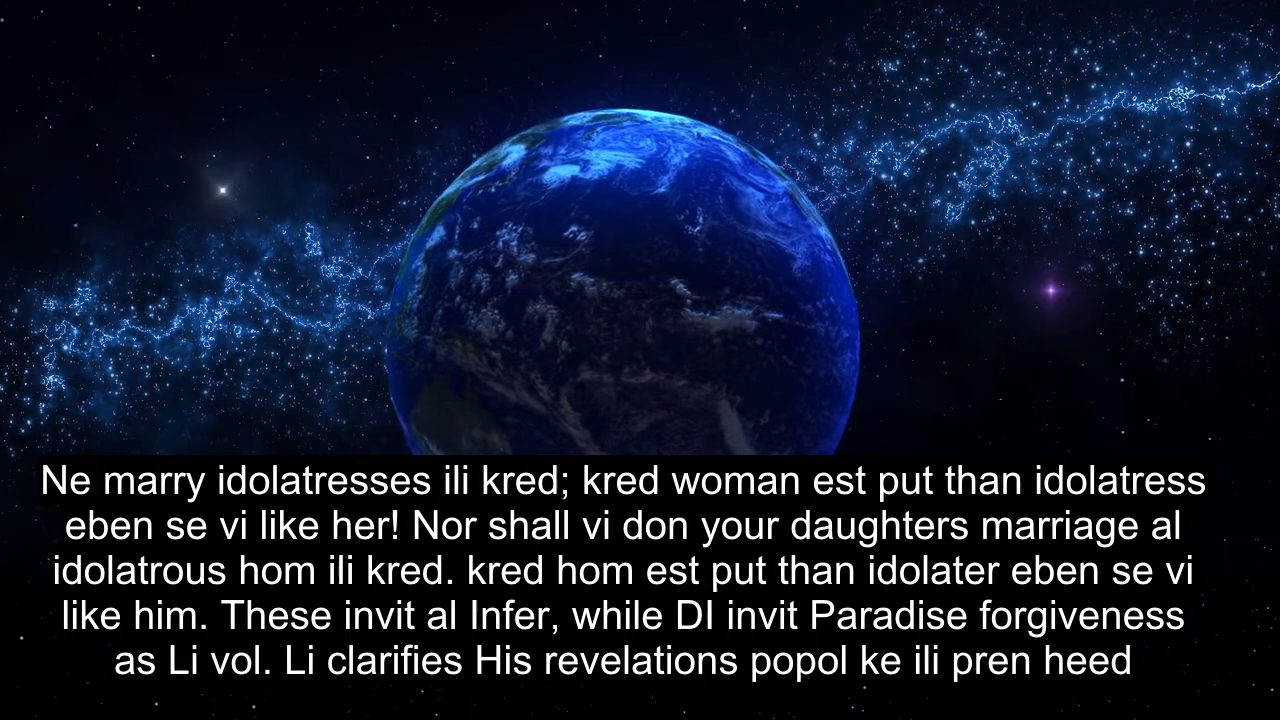 Ne marry idolatresses ili kred; kred woman est put than idolatress
eben se vi like her! Nor shall vi don your daughters marriage al
idolatrous hom ili kred. kred hom est put than idolater eben se vi
like him. These invit al Infer, while DI invit Paradise forgiveness
as Li vol. Li clarifies His revelations popol ke ili pren heed